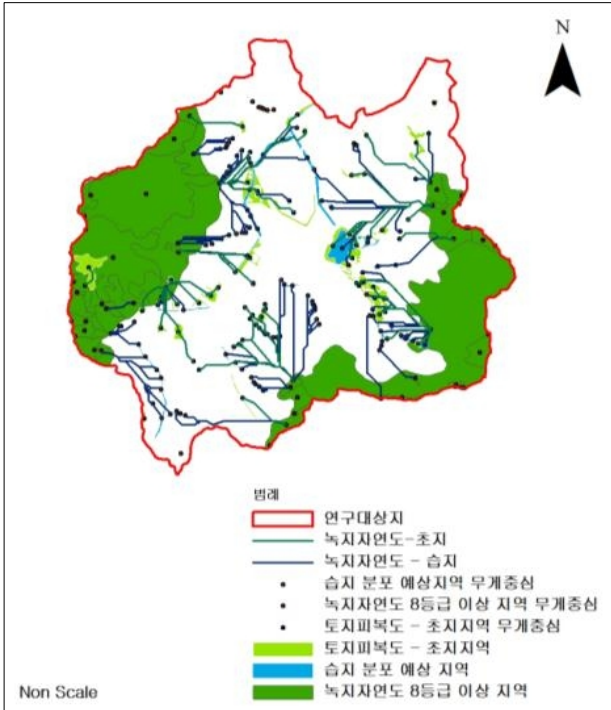 N
범례
연구대상지
녹지자연도-초지
녹지자연도 - 습지
습지 분포 예상지역 무게중심
녹지자연도 8등급 이상 지역 무게중심
토지피복도 - 초지지역 무게중심
토지피복도 - 초지지역
습지 분포 예상 지역
녹지자연도 8등급 이상 지역
Non Scale